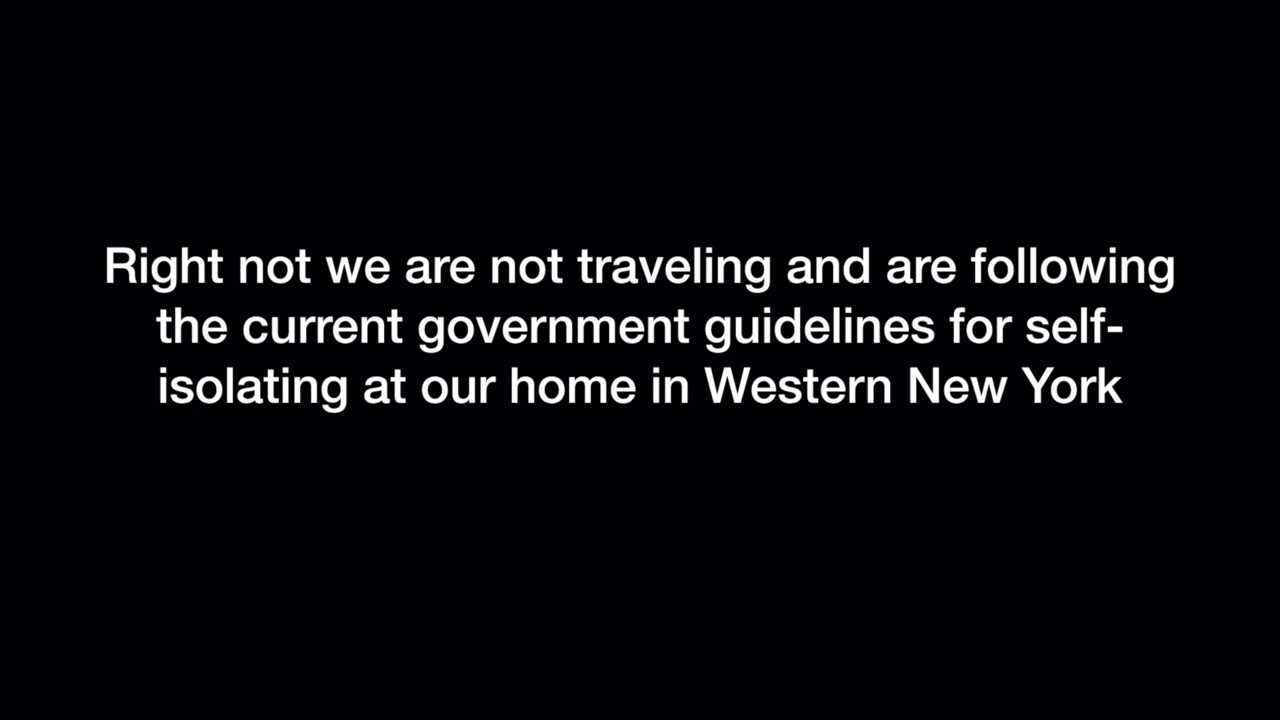 Right not we are not traveling and are following
the current government guidelines for self-
isolating at our home in Western New York